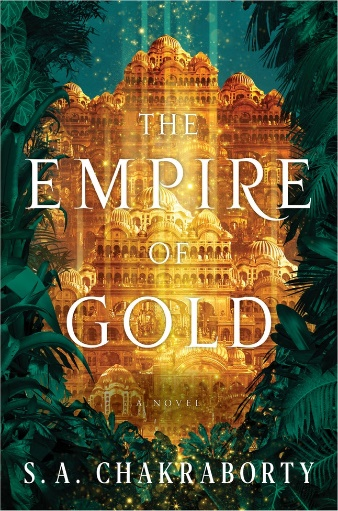 THE
EMPIRE
OF
GOLD
A NOVEL
S. A. CHAKRABORTY